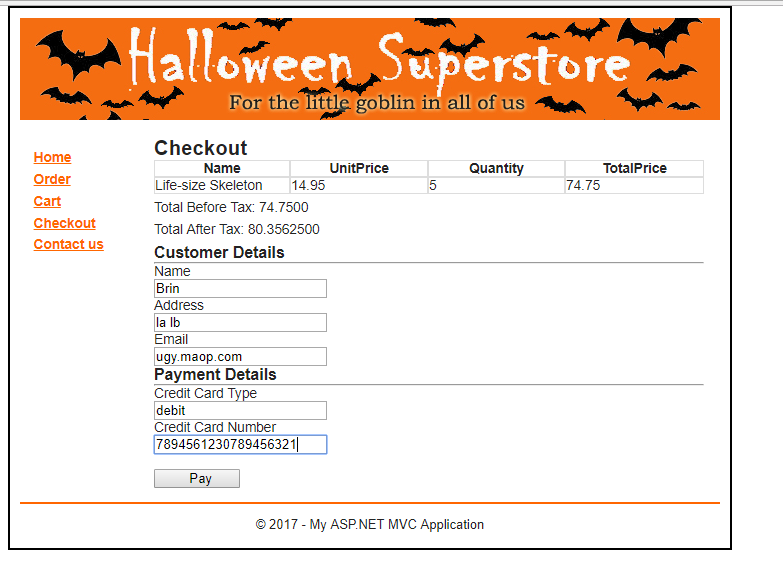 Halloween Superstore
For the little goblin in all of us
Home
Order
Cart
Checkout
Contact us
Checkout
Name UnitPrice Quantity TotalPrice
Life-size Skeleton 14.95 5 74.75
Total Before Tax: 74.7500
Total After Tax: 80.3562500
Customer Details
Name
Brin
Address
la lb
Email
ugy.maop.com
Payment Details
Credit Card Type
debit
Credit Card Number
7894561230789456321
Pay
© 2017 - My ASP.NET MVC Application